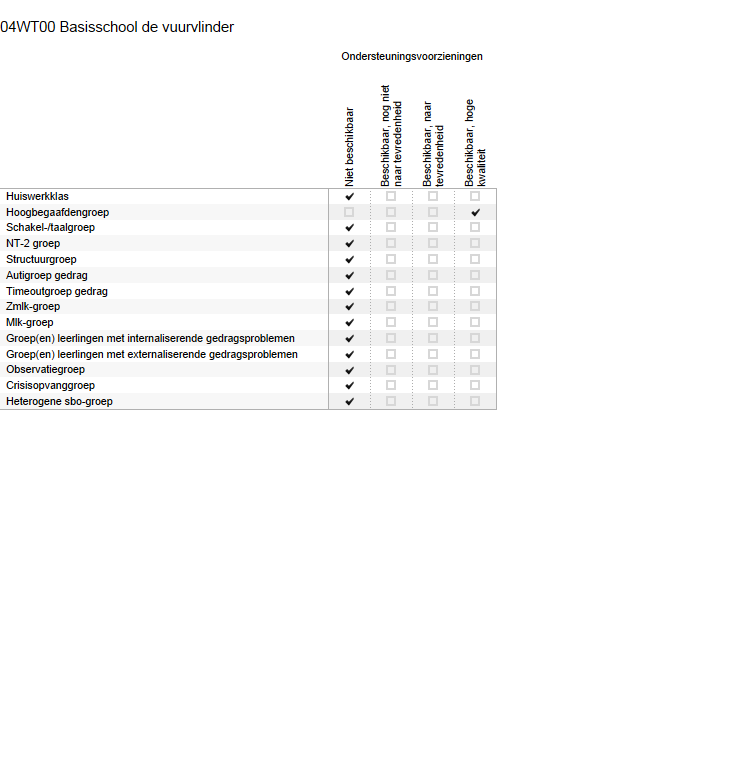 04WT00 Basisschool de vuurvlinder
Ondersteuningsvoorzieningen
Niet beschikbaar
Beschikbaar, nog niet
naar tevredenheid
Beschikbaar, naar
tevredenheid
Beschikbaar, hoge
kwaliteit
Huiswerkklas
Hoogbegaafdengroep
Schakel-/taalgroep
NT-2 groep
Structuurgroep
Autigroep gedrag
Timeoutgroep gedrag
Zmlk-groep
Mlk-groep
Groep(en) leerlingen met internaliserende gedragsproblemen
Groep(en) leerlingen met externaliserende gedragsproblemen
Observatiegroep
Crisisopvanggroep
Heterogene sbo-groep